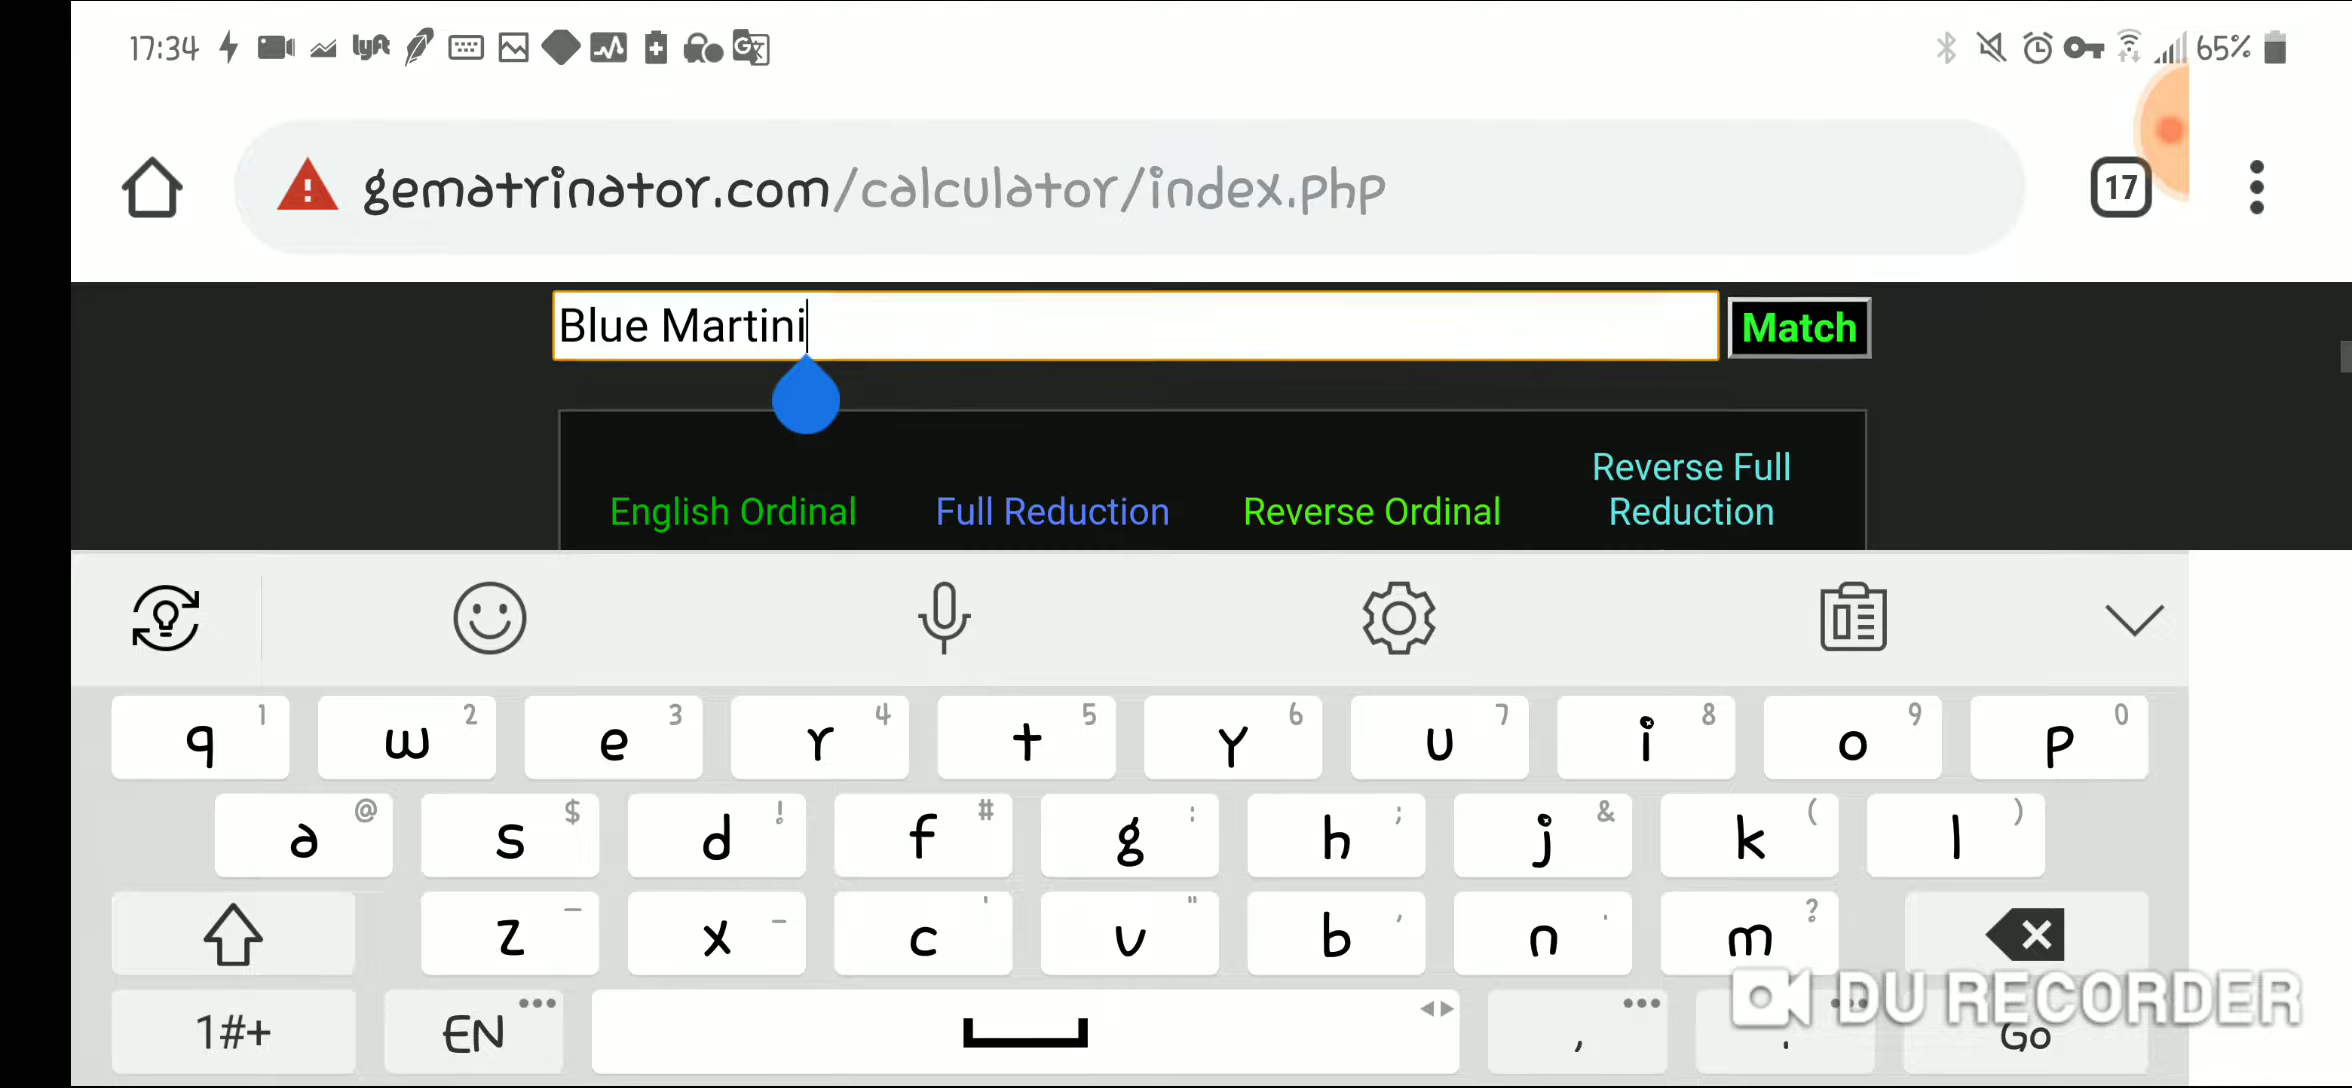 17:34 lyft G 65%
gematrinator.com/calculator/index.php 17
Blue Martini Match
English Ordinal Full Reduction Reverse Ordinal Reverse Full Reduction
1 2 3 4 5 6 7 8 9 0
q w e r t y u i o p
@ $ ! # : ; & ( )
a s d f g h j k l
— - ' " , . ?
z x c v b n m
DU RECORDER
1#+ EN , . Go